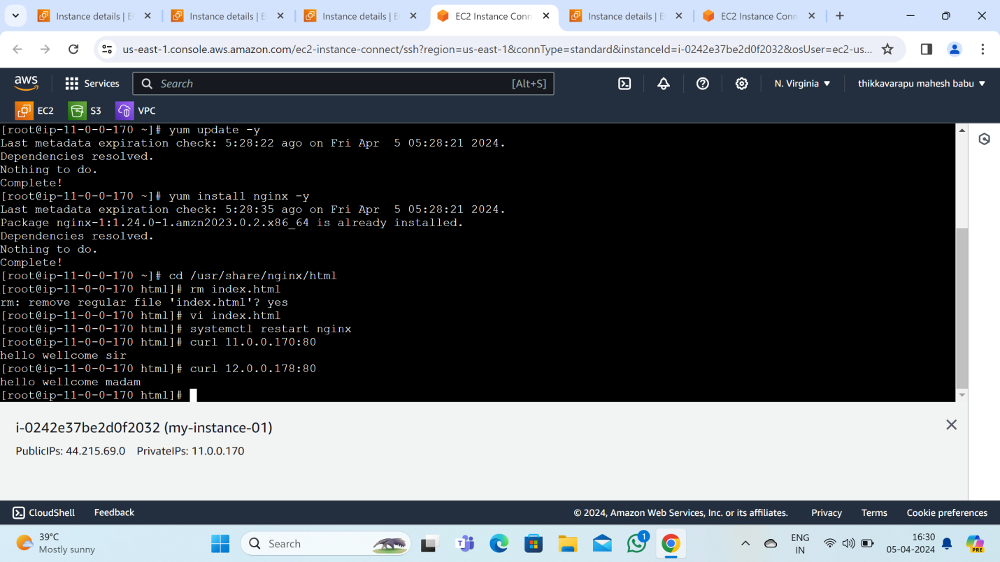 Instance details | E
Instance details | E
Instance details | E
EC2 Instance Conn
Instance details | E
EC2 Instance Conn
us-east-1.console.aws.amazon.com/ec2-instance-connect/ssh?region=us-east-1&connType=standard&instanceId=i-0242e37be2d0f2032&osUser=ec2-us...
aws
Services
Search
[Alt+S]
N. Virginia
thikkavarapu mahesh babu
EC2
S3
VPC
[root@ip-11-0-0-170 ~]# yum update -y
Last metadata expiration check: 5:28:22 ago on Fri Apr  5 05:28:21 2024.
Dependencies resolved.
Nothing to do.
Complete!
[root@ip-11-0-0-170 ~]# yum install nginx -y
Last metadata expiration check: 5:28:35 ago on Fri Apr  5 05:28:21 2024.
Package nginx-1:1.24.0-1.amzn2023.0.2.x86_64 is already installed.
Dependencies resolved.
Nothing to do.
Complete!
[root@ip-11-0-0-170 ~]# cd /usr/share/nginx/html
[root@ip-11-0-0-170 html]# rm index.html
rm: remove regular file 'index.html'? yes
[root@ip-11-0-0-170 html]# vi index.html
[root@ip-11-0-0-170 html]# systemctl restart nginx
[root@ip-11-0-0-170 html]# curl 11.0.0.170:80
hello wellcome sir
[root@ip-11-0-0-170 html]# curl 12.0.0.178:80
hello wellcome madam
[root@ip-11-0-0-170 html]#
i-0242e37be2d0f2032 (my-instance-01)
PublicIPs: 44.215.69.0    PrivateIPs: 11.0.0.170
CloudShell
Feedback
© 2024, Amazon Web Services, Inc. or its affiliates.
Privacy
Terms
Cookie preferences
39°C
Mostly sunny
Search
1
ENG
IN
16:30
05-04-2024
PRE